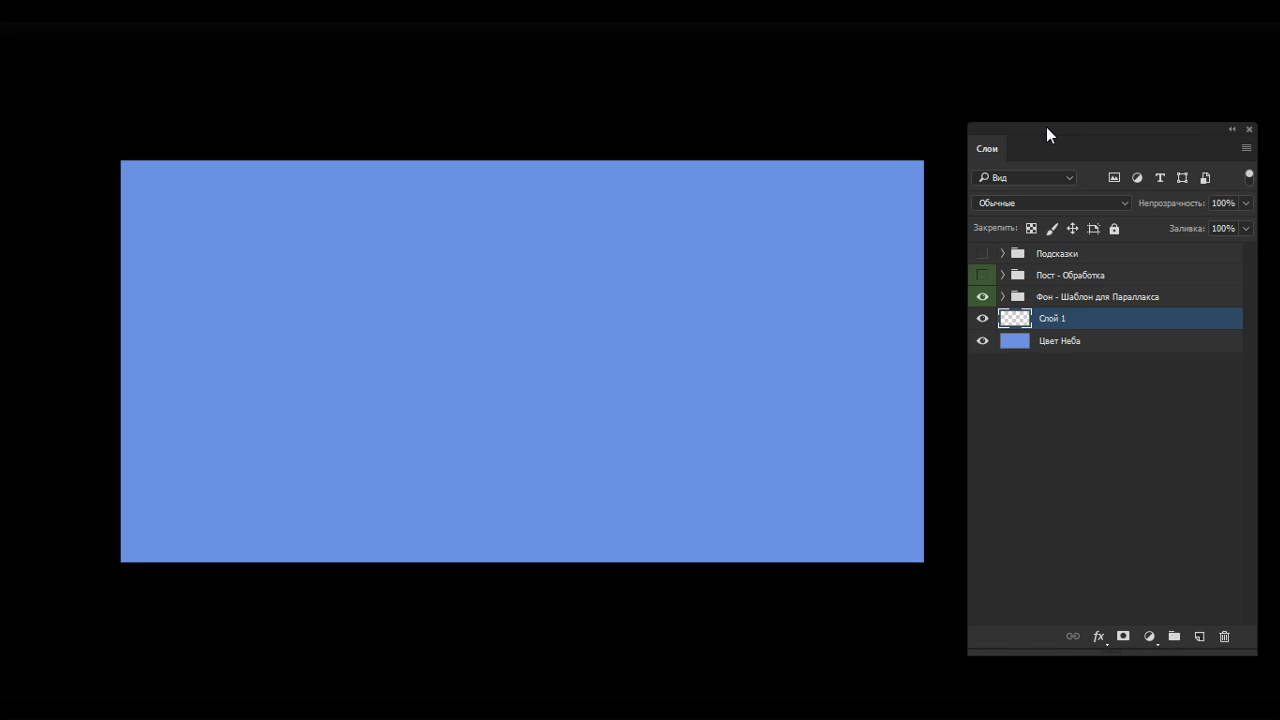 Слои
Вид
Обычные Непрозрачность: 100%
Закрепить: Заливка: 100%
Подсказки
Пост - Обработка
Фон - Шаблон для Параллакса
Слой 1
Цвет Неба
fx